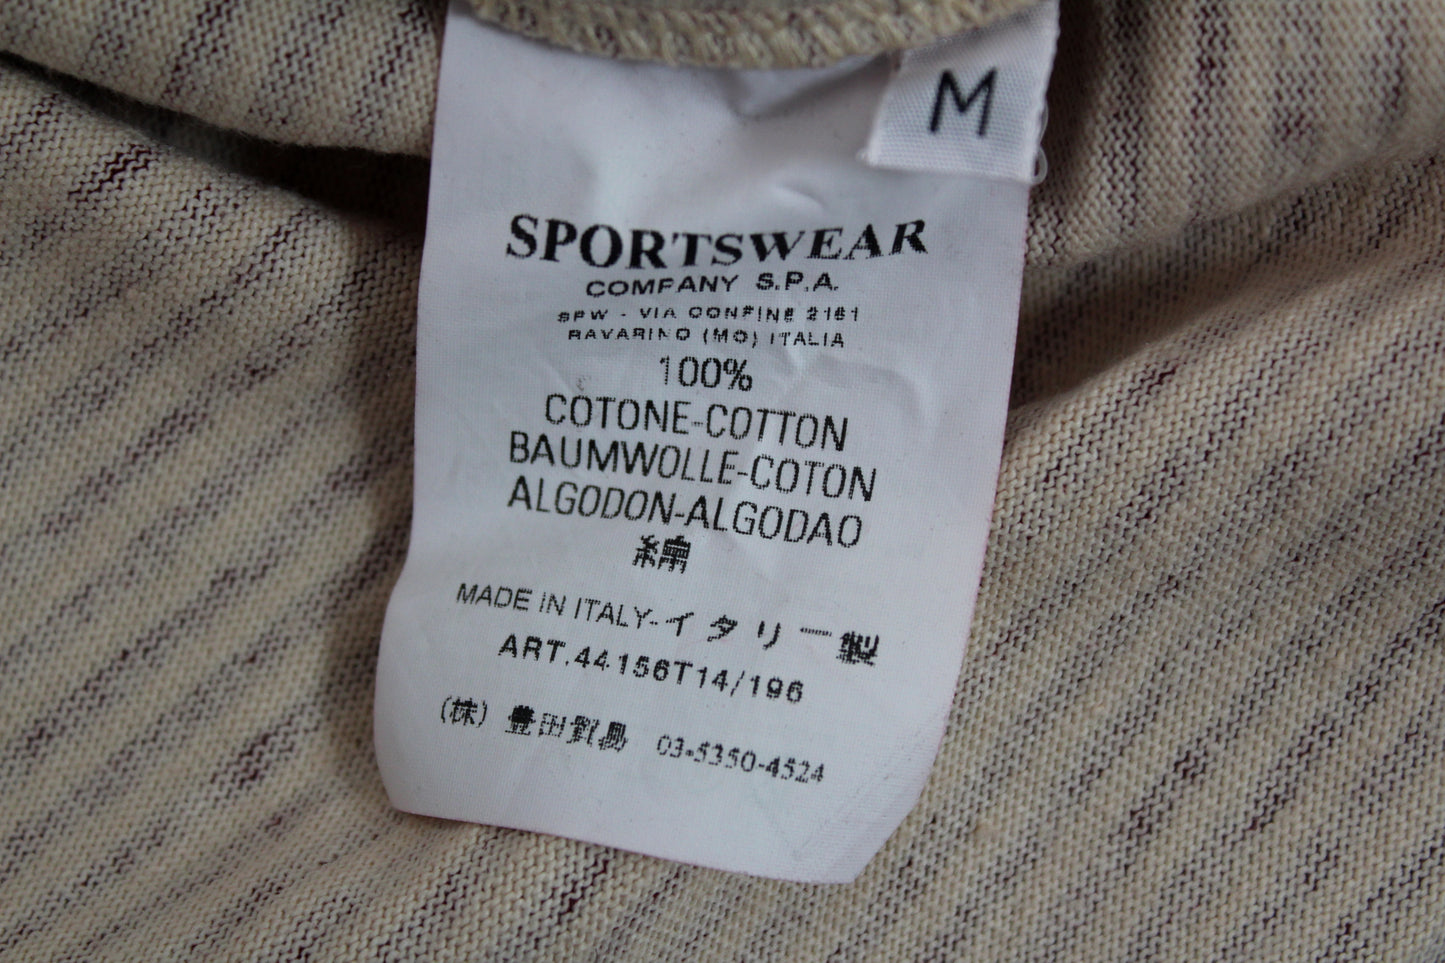 M
SPORTSWEAR
COMPANY S.P.A.
SPW - VIA CONFINE 2161
RAVARINO (MO) ITALIA
100%
COTONE-COTTON
BAUMWOLLE-COTON
ALGODON-ALGODAO
綿
MADE IN ITALY-イタリー製
ART.44156T14/196
(株) 豊田貿易 03-5350-4524